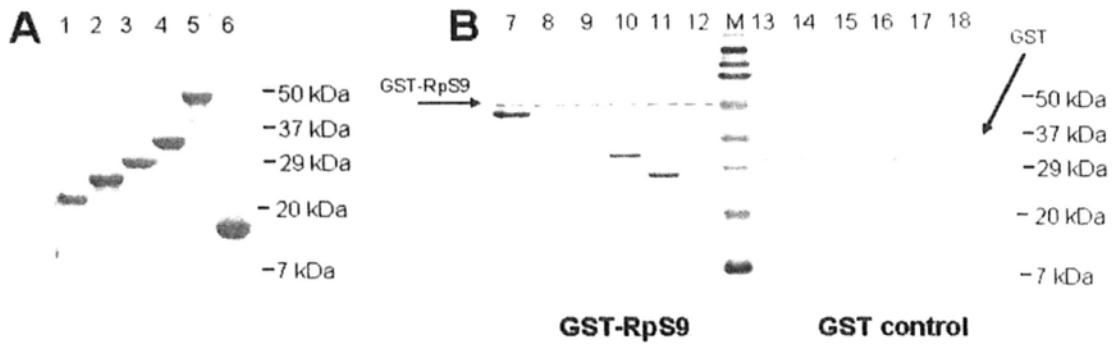 A 1 2 3 4 5 6
-50 kDa
-37 kDa
-29 kDa
-20 kDa
-7 kDa
B 7 8 9 10 11 12 M 13 14 15 16 17 18
GST-RpS9
GST
-50 kDa
-37 kDa
-29 kDa
-20 kDa
-7 kDa
GST-RpS9 GST control